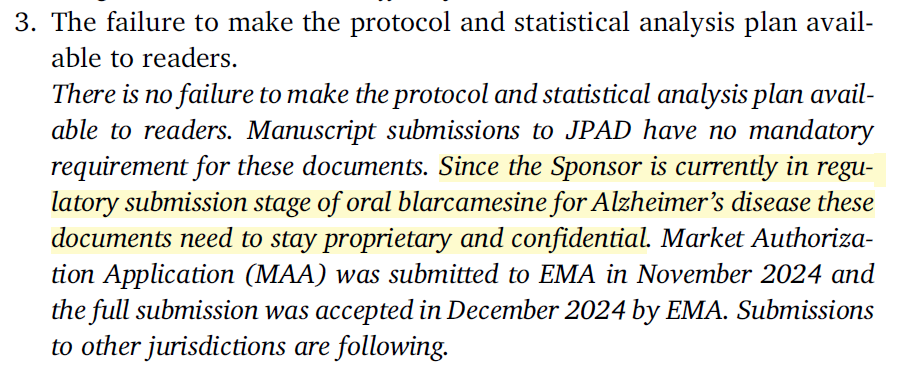 3. The failure to make the protocol and statistical analysis plan avail-
able to readers.
There is no failure to make the protocol and statistical analysis plan avail-
able to readers. Manuscript submissions to JPAD have no mandatory
requirement for these documents. Since the Sponsor is currently in regu-
latory submission stage of oral blarcamesine for Alzheimer’s disease these
documents need to stay proprietary and confidential. Market Authoriza-
tion Application (MAA) was submitted to EMA in November 2024 and
the full submission was accepted in December 2024 by EMA. Submissions
to other jurisdictions are following.